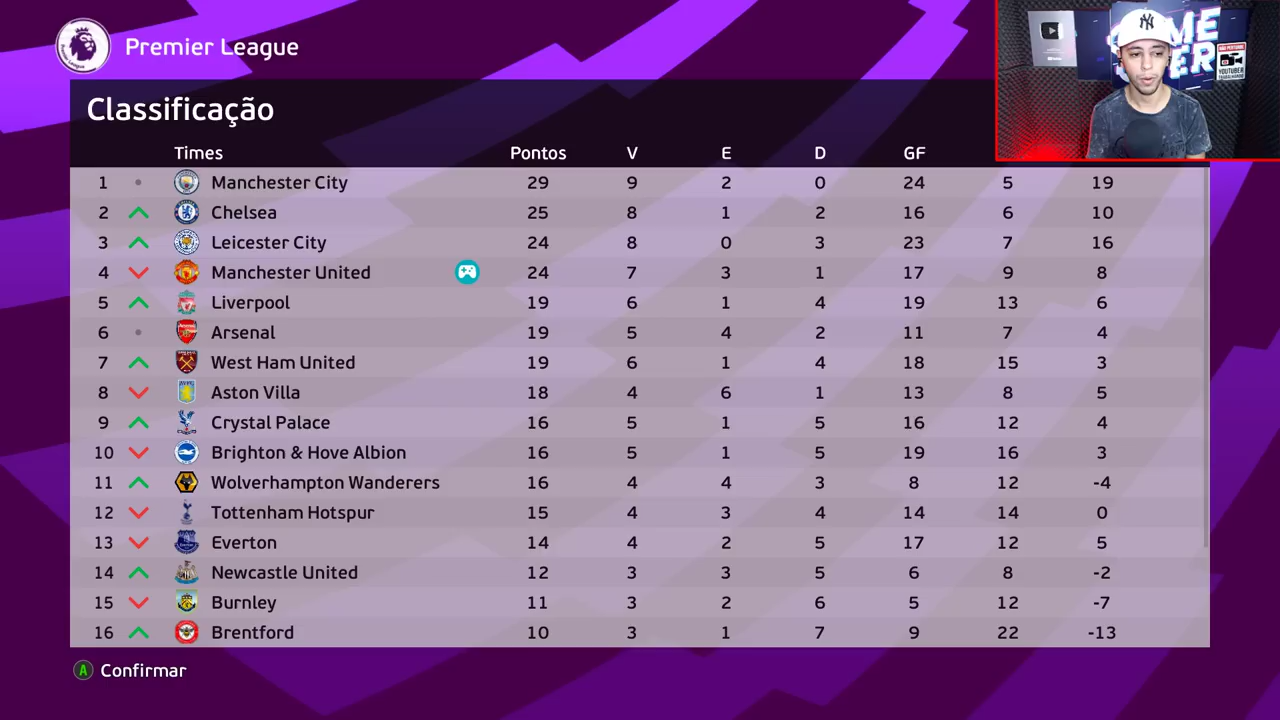 Premier League
Classificação
Times Pontos V E D GF
1 Manchester City 29 9 2 0 24 5 19
2 Chelsea 25 8 1 2 16 6 10
3 Leicester City 24 8 0 3 23 7 16
4 Manchester United 24 7 3 1 17 9 8
5 Liverpool 19 6 1 4 19 13 6
6 Arsenal 19 5 4 2 11 7 4
7 West Ham United 19 6 1 4 18 15 3
8 Aston Villa 18 4 6 1 13 8 5
9 Crystal Palace 16 5 1 5 16 12 4
10 Brighton & Hove Albion 16 5 1 5 19 16 3
11 Wolverhampton Wanderers 16 4 4 3 8 12 -4
12 Tottenham Hotspur 15 4 3 4 14 14 0
13 Everton 14 4 2 5 17 12 5
14 Newcastle United 12 3 3 5 6 8 -2
15 Burnley 11 3 2 6 5 12 -7
16 Brentford 10 3 1 7 9 22 -13
A Confirmar
NY
NÃO PERTURBE
YOUTUBER
TRABALHANDO